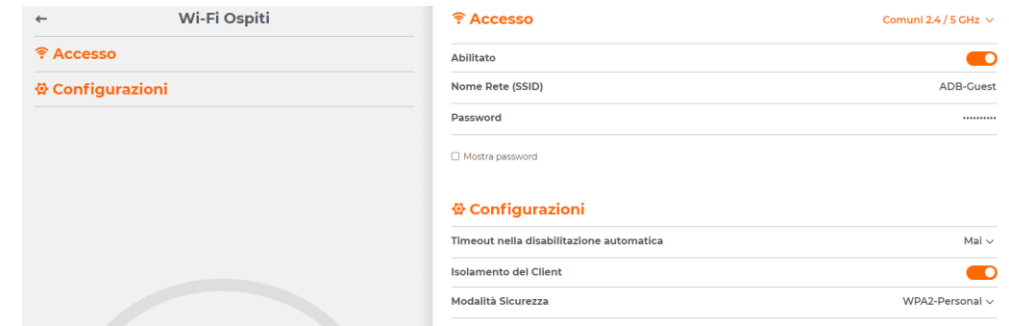 Wi-Fi Ospiti
Accesso
Configurazioni
Accesso
Comuni 2.4 / 5 GHz
Abilitato
Nome Rete (SSID)
ADB-Guest
Password
••••••••••
Mostra password
Configurazioni
Timeout nella disabilitazione automatica
Mai
Isolamento del Client
Modalità Sicurezza
WPA2-Personal